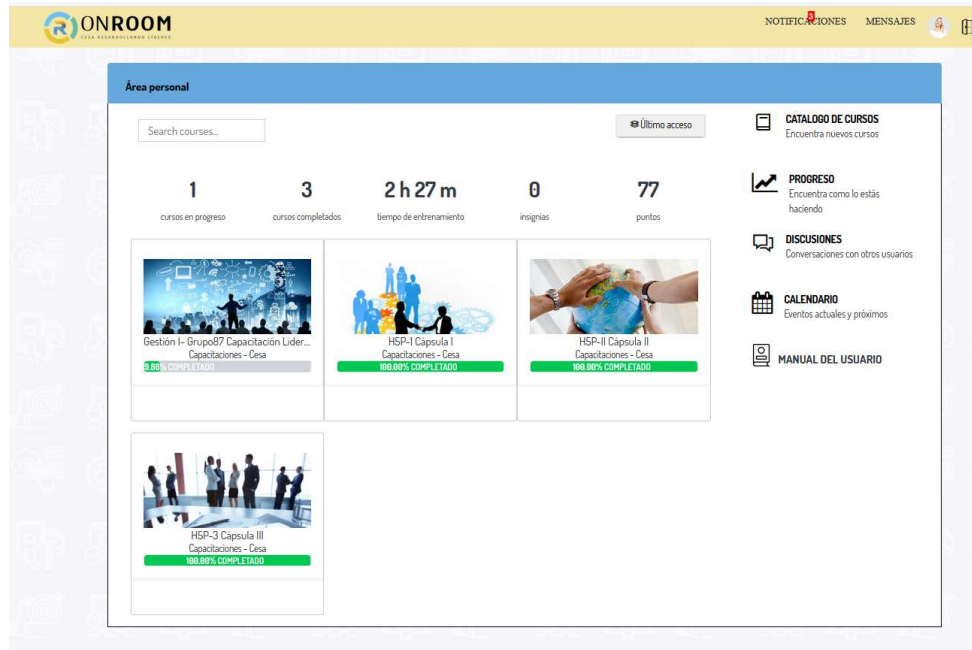 ONROOM
CESA DESARROLLANDO LÍDERES
NOTIFICACIONES
MENSAJES
Área personal
Search courses...
Último acceso
1
cursos en progreso
3
cursos completados
2 h 27 m
tiempo de entrenamiento
0
insignias
77
puntos
Gestión I- Grupo87 Capacitación Lider...
Capacitaciones - Cesa
9.68% COMPLETADO
H5P-1 Cápsula I
Capacitaciones - Cesa
100.00% COMPLETADO
H5P-II Cápsula II
Capacitaciones - Cesa
100.00% COMPLETADO
H5P-3 Cápsula III
Capacitaciones - Cesa
100.00% COMPLETADO
CATALOGO DE CURSOS
Encuentra nuevos cursos
PROGRESO
Encuentra como lo estás
haciendo
DISCUSIONES
Conversaciones con otros usuarios
CALENDARIO
Eventos actuales y próximos
MANUAL DEL USUARIO